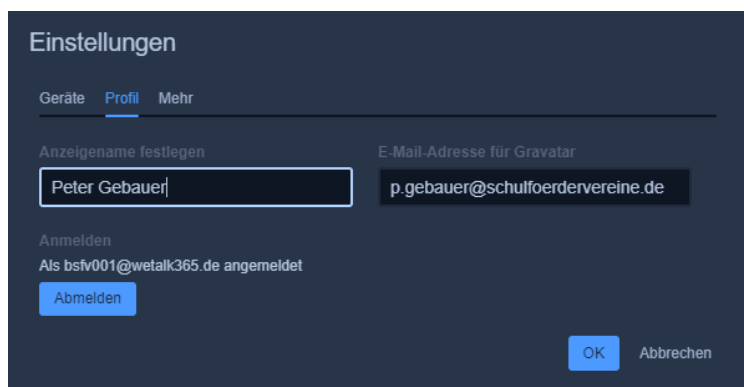 Einstellungen
Geräte Profil Mehr
Anzeigename festlegen E-Mail-Adresse für Gravatar
Peter Gebauer p.gebauer@schulfoerdervereine.de
Anmelden
Als bsfv001@wetalk365.de angemeldet
Abmelden
OK Abbrechen